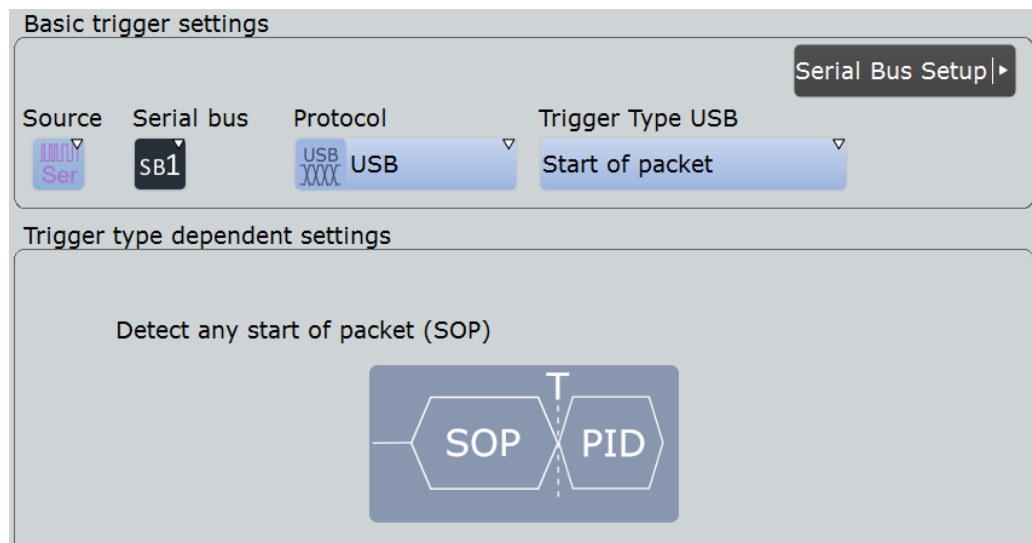 Basic trigger settings
Serial Bus Setup
Source Serial bus Protocol Trigger Type USB
Ser SB1 USB USB Start of packet
Trigger type dependent settings
Detect any start of packet (SOP)
T
SOP PID